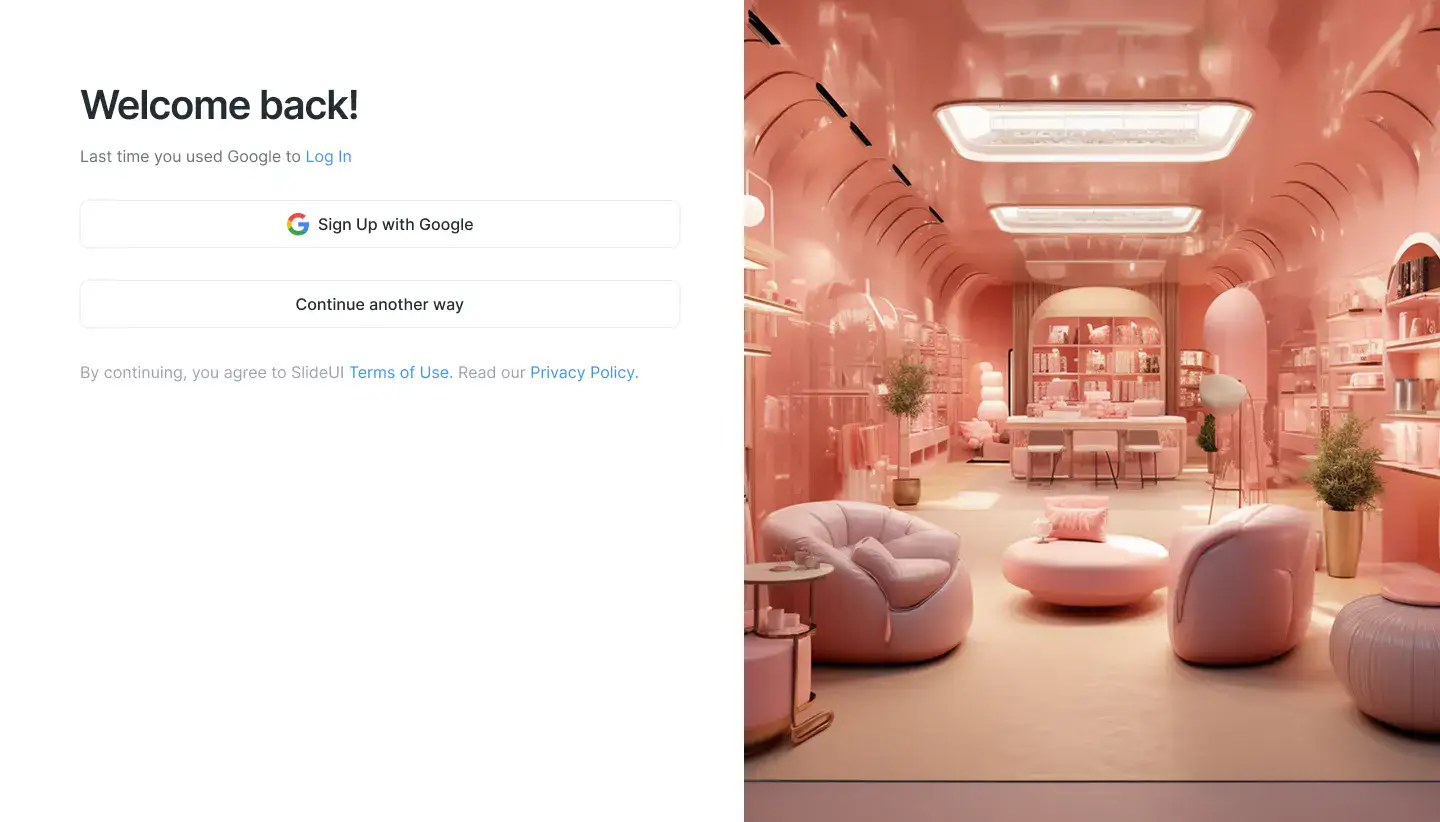 Welcome back!
Last time you used Google to Log In
Sign Up with Google
Continue another way
By continuing, you agree to SlideUI Terms of Use. Read our Privacy Policy.